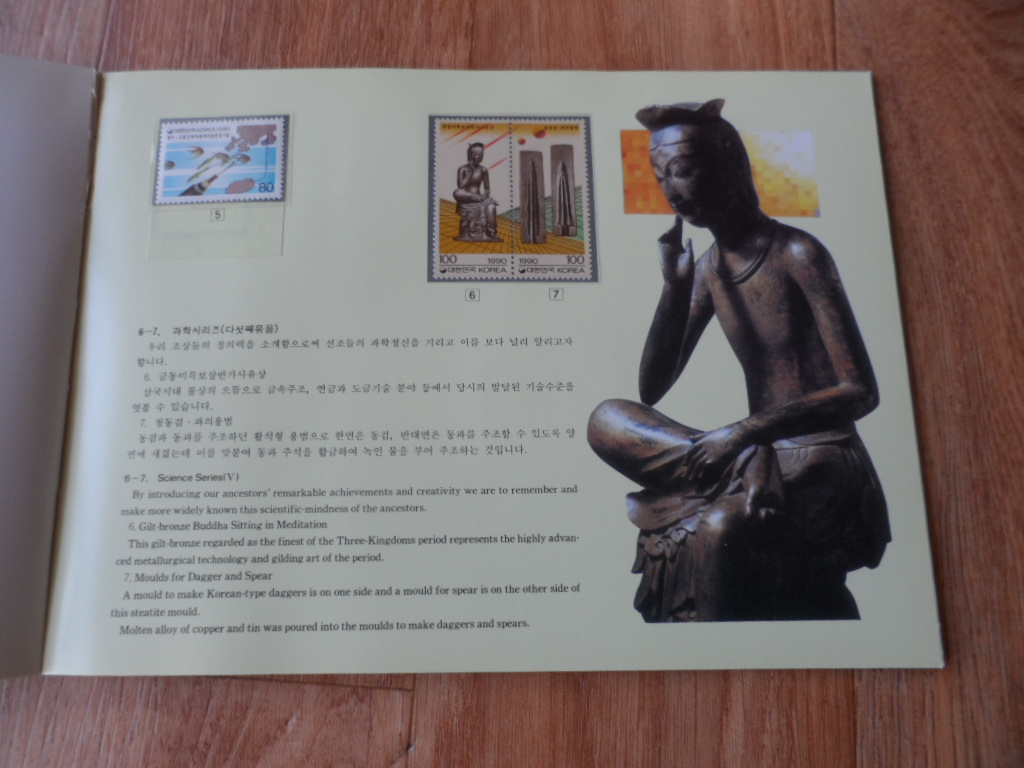 80
5
100 1990
대한민국 KOREA
1990 100
대한민국 KOREA
6
7
6-7. 과학시리즈(다섯째묶음)
우리 조상들의 창의력을 소개함으로써 선조들의 과학정신을 기리고 이를 보다 널리 알리고자
합니다.
6. 금동미륵보살반가사유상
삼국시대 불상의 으뜸으로 금속주조, 연금과 도금기술 분야 등에서 당시의 발달된 기술수준을
엿볼 수 있습니다.
7. 청동검·과의용범
동검과 동과를 주조하던 활석형 용범으로 한면은 동검, 반대면은 동과를 주조할 수 있도록 양
면에 새겼는데 이를 맞붙여 동과 주석을 합금하여 녹인 물을 부어 주조하는 것입니다.
6-7. Science Series(V)
By introducing our ancestors' remarkable achievements and creativity we are to remember and
make more widely known this scientific-mindness of the ancestors.
6. Gilt-bronze Buddha Sitting in Meditation
This gilt-bronze regarded as the finest of the Three-Kingdoms period represents the highly advan-
ced metallurgical technology and gilding art of the period.
7. Moulds for Dagger and Spear
A mould to make Korean-type daggers is on one side and a mould for spear is on the other side of
this steatite mould.
Molten alloy of copper and tin was poured into the moulds to make daggers and spears.